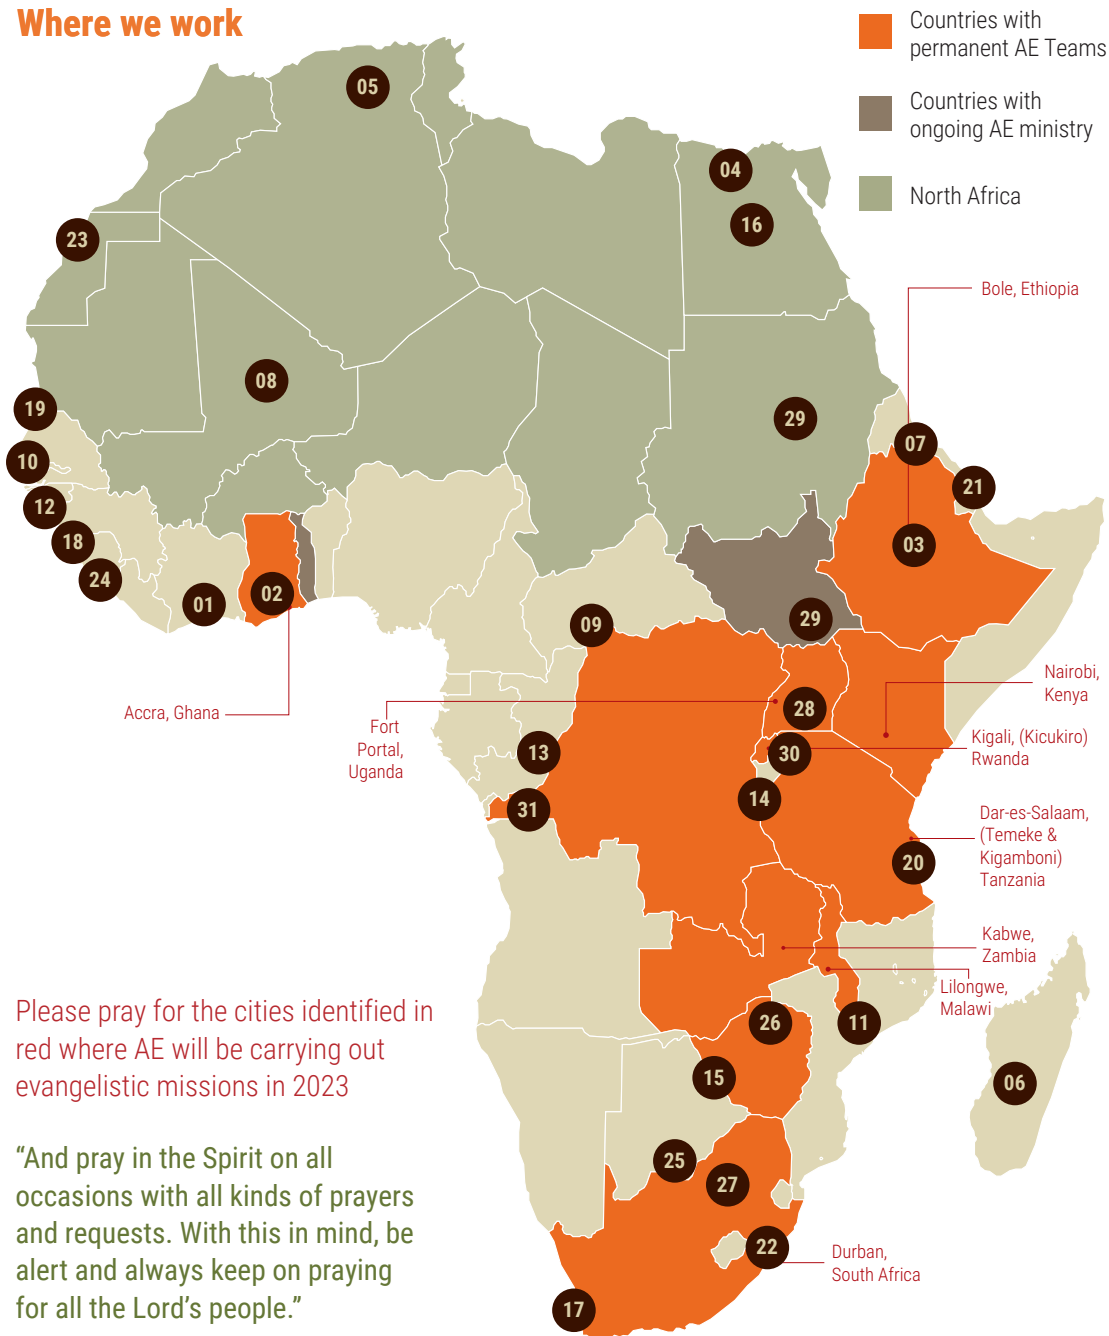 Where we work
Countries with
permanent AE Teams
Countries with
ongoing AE ministry
North Africa
05
04
16
23
Bole, Ethiopia
08
19
29
07
10
21
12
18
03
24
01
02
09
29
Nairobi,
Kenya
28
Accra, Ghana
Fort
Portal,
Uganda
13
30
Kigali, (Kicukiro)
Rwanda
14
31
Dar-es-Salaam,
(Temeke &
Kigamboni)
Tanzania
20
Kabwe,
Zambia
Lilongwe,
Malawi
26
11
15
06
Please pray for the cities identified in
red where AE will be carrying out
evangelistic missions in 2023
25
27
22
Durban,
South Africa
17
“And pray in the Spirit on all
occasions with all kinds of prayers
and requests. With this in mind, be
alert and always keep on praying
for all the Lord’s people.”